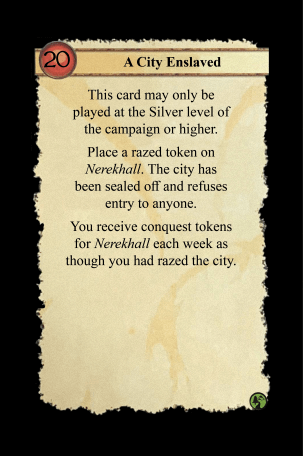 20
A City Enslaved
This card may only be
played at the Silver level of
the campaign or higher.
Place a razed token on
Nerekhall. The city has
been sealed off and refuses
entry to anyone.
You receive conquest tokens
for Nerekhall each week as
though you had razed the city.